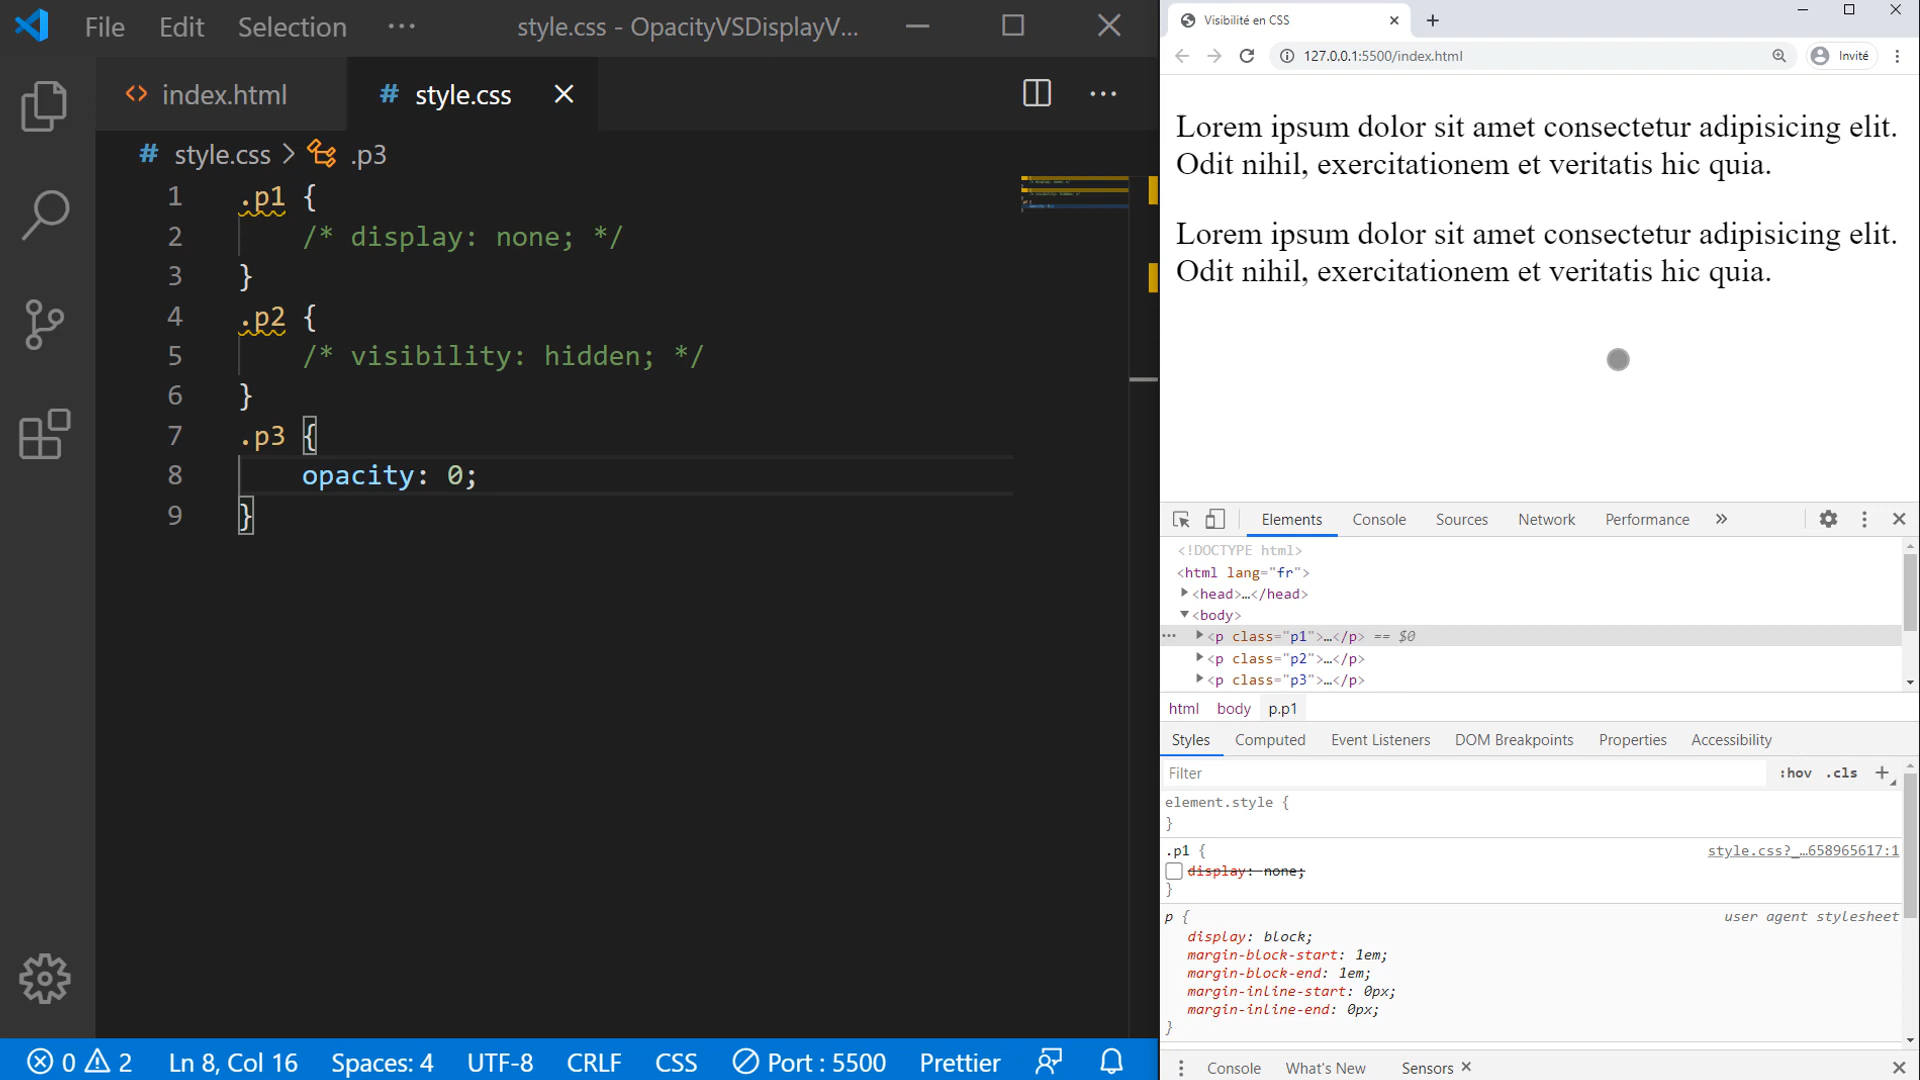 File Edit Selection ··· style.css - OpacityVSDisplayV...
index.html style.css
style.css > .p3
1 .p1 {
2 /* display: none; */
3 }
4 .p2 {
5 /* visibility: hidden; */
6 }
7 .p3 {
8 opacity: 0;
9 }
0 2 Ln 8, Col 16 Spaces: 4 UTF-8 CRLF CSS Port : 5500 Prettier
Visibilité en CSS
127.0.0.1:5500/index.html Invité
Lorem ipsum dolor sit amet consectetur adipisicing elit.
Odit nihil, exercitationem et veritatis hic quia.
Lorem ipsum dolor sit amet consectetur adipisicing elit.
Odit nihil, exercitationem et veritatis hic quia.
Elements Console Sources Network Performance »
<!DOCTYPE html>
<html lang="fr">
<head>…</head>
<body>
<p class="p1">…</p> == $0
<p class="p2">…</p>
<p class="p3">…</p>
html body p.p1
Styles Computed Event Listeners DOM Breakpoints Properties Accessibility
Filter :hov .cls +
element.style {
}
.p1 { style.css?_…658965617:1
display: none;
}
p { user agent stylesheet
display: block;
margin-block-start: 1em;
margin-block-end: 1em;
margin-inline-start: 0px;
margin-inline-end: 0px;
}
Console What's New Sensors